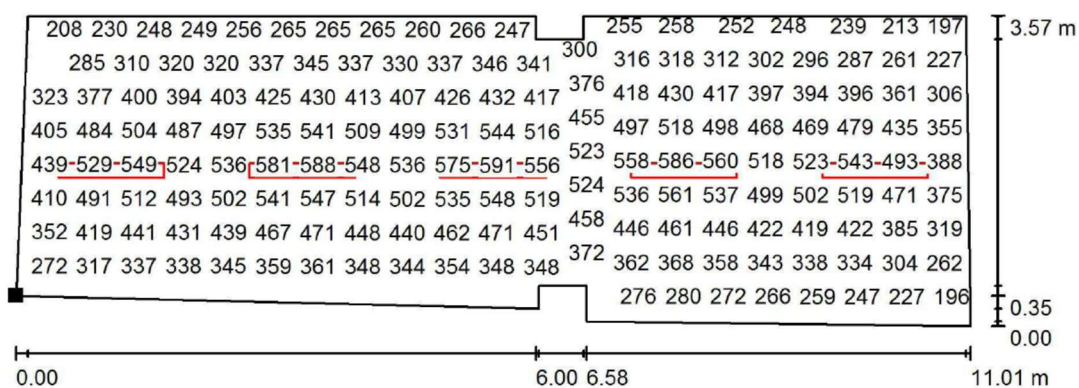 208 230 248 249 256 265 265 265 260 266 247
255 258 252 248 239 213 197
3.57 m
300
285 310 320 320 337 345 337 330 337 346 341
316 318 312 302 296 287 261 227
376
323 377 400 394 403 425 430 413 407 426 432 417
418 430 417 397 394 396 361 306
455
405 484 504 487 497 535 541 509 499 531 544 516
497 518 498 468 469 479 435 355
523
439 529 549 524 536 581 588 548 536 575 591 556
558 586 560 518 523 543 493 388
524
410 491 512 493 502 541 547 514 502 535 548 519
536 561 537 499 502 519 471 375
458
352 419 441 431 439 467 471 448 440 462 471 451
446 461 446 422 419 422 385 319
372
272 317 337 338 345 359 361 348 344 354 348 348
362 368 358 343 338 334 304 262
276 280 272 266 259 247 227 196
0.35
0.00
0.00 6.00 6.58 11.01 m